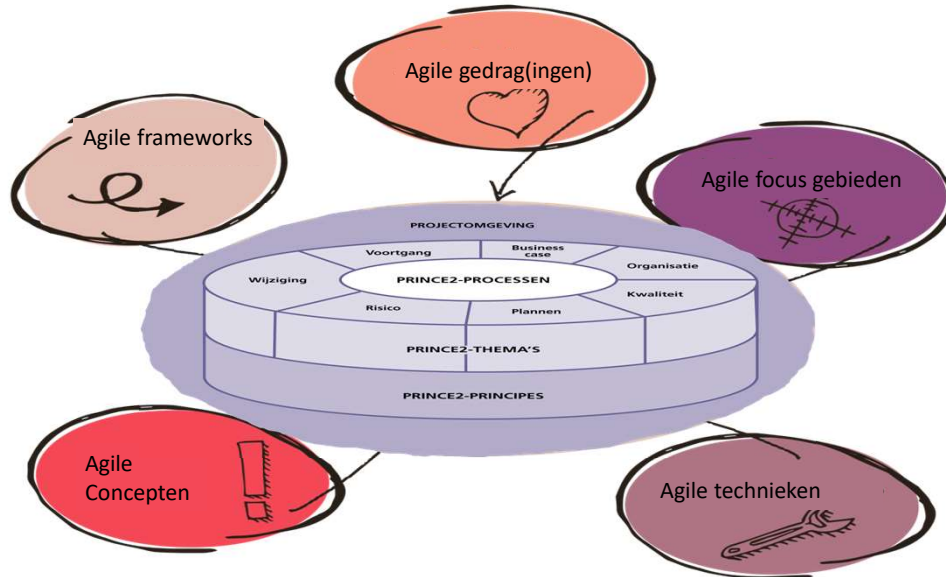 Agile gedrag(ingen)
Agile frameworks
Agile focus gebieden
PROJECTOMGEVING
Voortgang
Business
case
Wijziging
Organisatie
PRINCE2-PROCESSEN
Kwaliteit
Risico
Plannen
PRINCE2-THEMA'S
PRINCE2-PRINCIPES
Agile
Concepten
Agile technieken